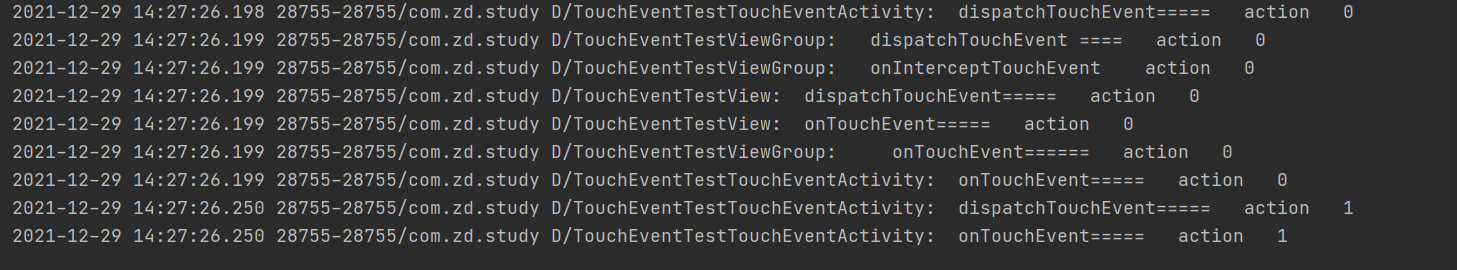 2021-12-29 14:27:26.198 28755-28755/com.zd.study D/TouchEventTestTouchEventActivity:  dispatchTouchEvent=====   action   0
2021-12-29 14:27:26.199 28755-28755/com.zd.study D/TouchEventTestViewGroup:   dispatchTouchEvent ====   action   0
2021-12-29 14:27:26.199 28755-28755/com.zd.study D/TouchEventTestViewGroup:   onInterceptTouchEvent    action   0
2021-12-29 14:27:26.199 28755-28755/com.zd.study D/TouchEventTestView:  dispatchTouchEvent=====   action   0
2021-12-29 14:27:26.199 28755-28755/com.zd.study D/TouchEventTestView:  onTouchEvent=====   action   0
2021-12-29 14:27:26.199 28755-28755/com.zd.study D/TouchEventTestViewGroup:     onTouchEvent======   action   0
2021-12-29 14:27:26.199 28755-28755/com.zd.study D/TouchEventTestTouchEventActivity:  onTouchEvent=====   action   0
2021-12-29 14:27:26.250 28755-28755/com.zd.study D/TouchEventTestTouchEventActivity:  dispatchTouchEvent=====   action   1
2021-12-29 14:27:26.250 28755-28755/com.zd.study D/TouchEventTestTouchEventActivity:  onTouchEvent=====   action   1